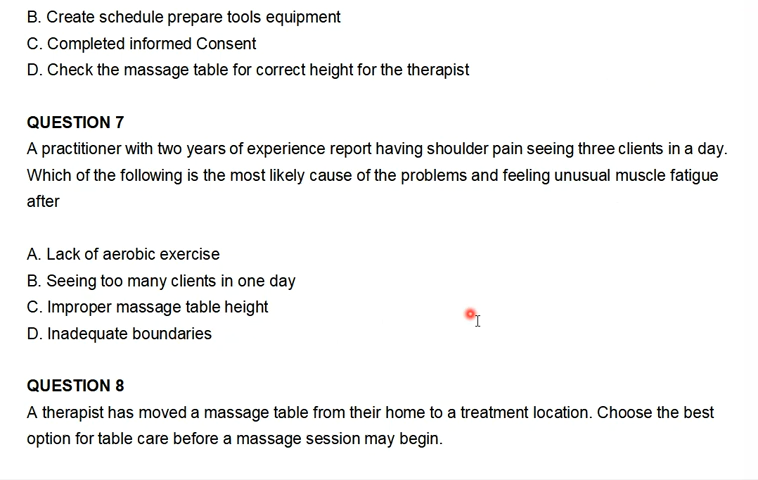 B. Create schedule prepare tools equipment
C. Completed informed Consent
D. Check the massage table for correct height for the therapist
QUESTION 7
A practitioner with two years of experience report having shoulder pain seeing three clients in a day.
Which of the following is the most likely cause of the problems and feeling unusual muscle fatigue
after
A. Lack of aerobic exercise
B. Seeing too many clients in one day
C. Improper massage table height
D. Inadequate boundaries
QUESTION 8
A therapist has moved a massage table from their home to a treatment location. Choose the best
option for table care before a massage session may begin.